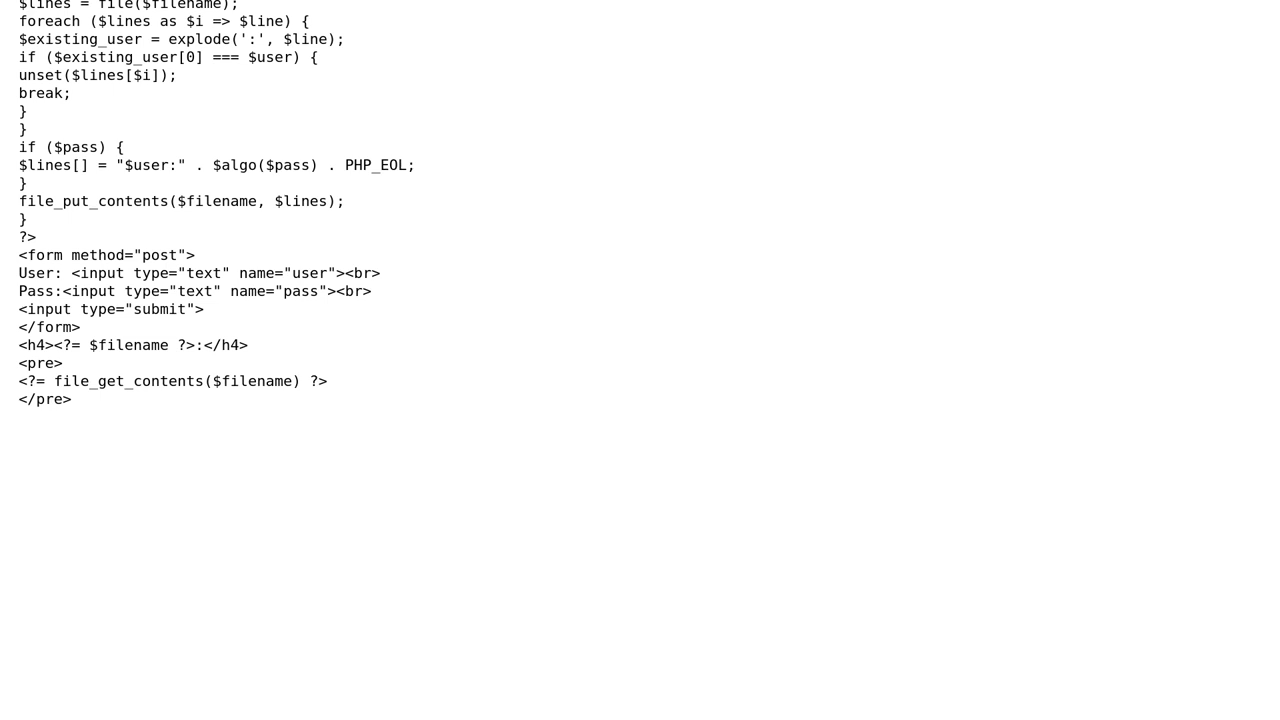 $lines = file($filename);
foreach ($lines as $i => $line) {
$existing_user = explode(':', $line);
if ($existing_user[0] === $user) {
unset($lines[$i]);
break;
}
}
if ($pass) {
$lines[] = "$user:" . $algo($pass) . PHP_EOL;
}
file_put_contents($filename, $lines);
}
?>
<form method="post">
User: <input type="text" name="user"><br>
Pass:<input type="text" name="pass"><br>
<input type="submit">
</form>
<h4><?= $filename ?>:</h4>
<pre>
<?= file_get_contents($filename) ?>
</pre>